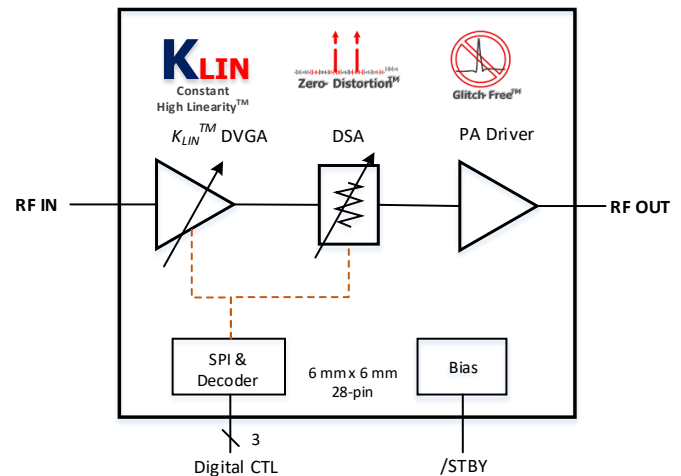 KLIN
Constant
High Linearity™
Zero- Distortion™
Glitch-Free™
KLIN™ DVGA
DSA
PA Driver
RF IN
RF OUT
SPI &
Decoder
6 mm x 6 mm
28-pin
Bias
3
Digital CTL
/STBY